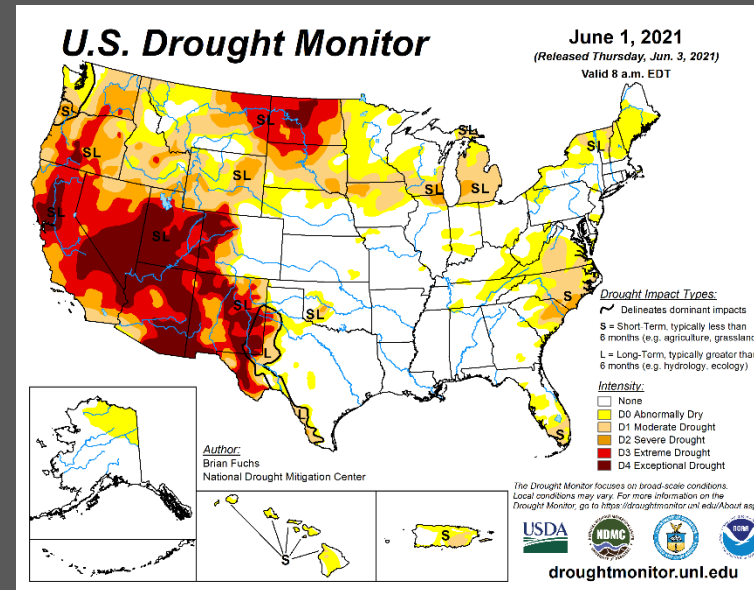 U.S. Drought Monitor
June 1, 2021
(Released Thursday, Jun. 3, 2021)
Valid 8 a.m. EDT
SL
SL
SL
SL
SL
SL
SL
SL
SL
SL
SL
SL
SL
L
L
S
S
Drought Impact Types:
Delineates dominant impacts
S = Short-Term, typically less than
6 months (e.g. agriculture, grassland
L = Long-Term, typically greater than
6 months (e.g. hydrology, ecology)
Intensity:
None
D0 Abnormally Dry
D1 Moderate Drought
D2 Severe Drought
D3 Extreme Drought
D4 Exceptional Drought
Author:
Brian Fuchs
National Drought Mitigation Center
S
S
The Drought Monitor focuses on broad-scale conditions.
Local conditions may vary. For more information on the
Drought Monitor, go to https://droughtmonitor.unl.edu/About.asp
USDA
NDMC
NOAA
droughtmonitor.unl.edu